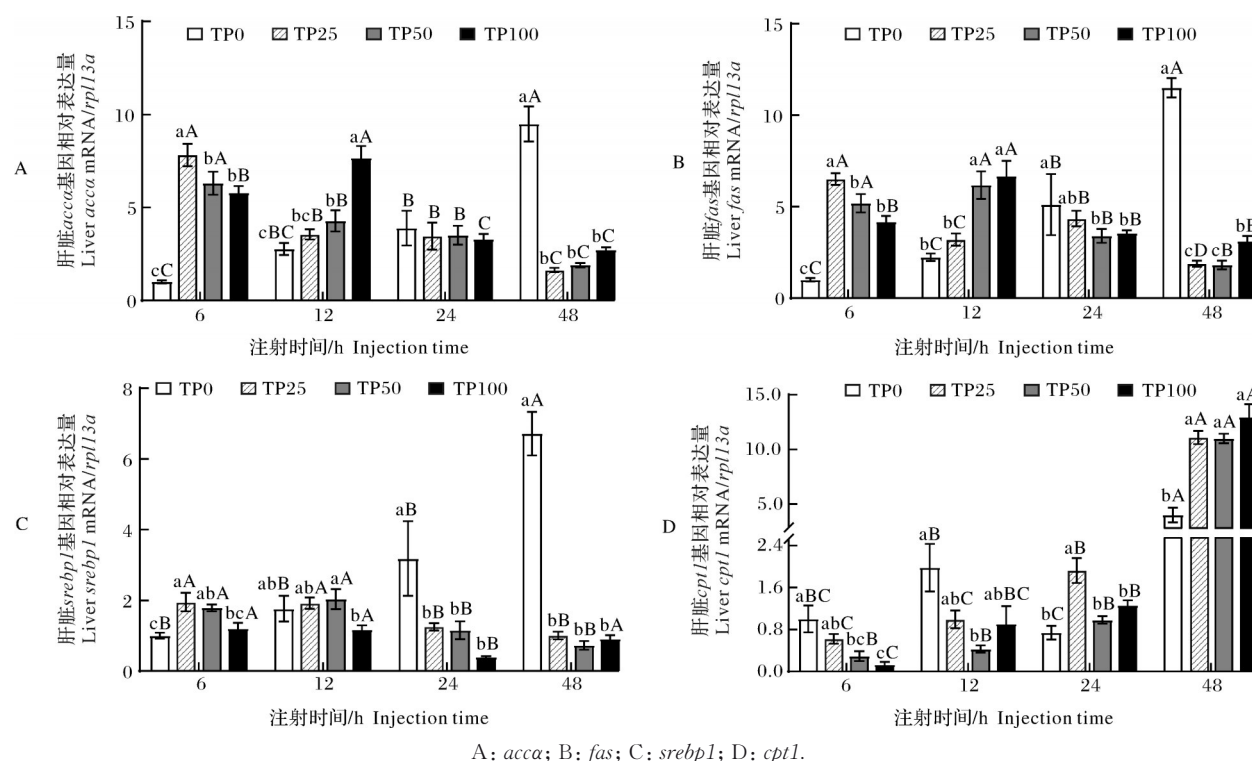 15
□ TP0 ▨ TP25 ■ TP50 ■ TP100
aA
aA
aA
bA
bB
bB
bcB
cBC
B
B
B
C
bC
bC
bC
cC
10
5
0
6 12 24 48
注射时间/h Injection time
肝脏accα基因相对表达量
Liver accα mRNA/rpl13a
A
15
TP0 TP25 TP50 TP100
aA
aA
bA
bB
aA
aA
aB
abB
bB
bB
bC
bC
cC
cD
cB
bB
10
5
0
6 12 24 48
注射时间/h Injection time
肝脏fas基因相对表达量
Liver fas mRNA/rpl13a
B
8
TP0 TP25 TP50 TP100
aA
aB
aA
abA
bcA
cB
abB
abA
aA
bA
bB
bB
bB
bB
bB
bA
6
4
2
0
6 12 24 48
注射时间/h Injection time
肝脏srebp1基因相对表达量
Liver srebp1 mRNA/rpl13a
C
15.0
TP0 TP25 TP50 TP100
aA
aA
aA
bA
10.0
5.0
2.4
1.6
0.8
0.0
aBC
abC
bcB
cC
aB
abC
bB
abBC
bC
aB
bB
bB
6 12 24 48
注射时间/h Injection time
肝脏cpt1基因相对表达量
Liver cpt1 mRNA/rpl13a
D
A: accα; B: fas; C: srebp1; D: cpt1.